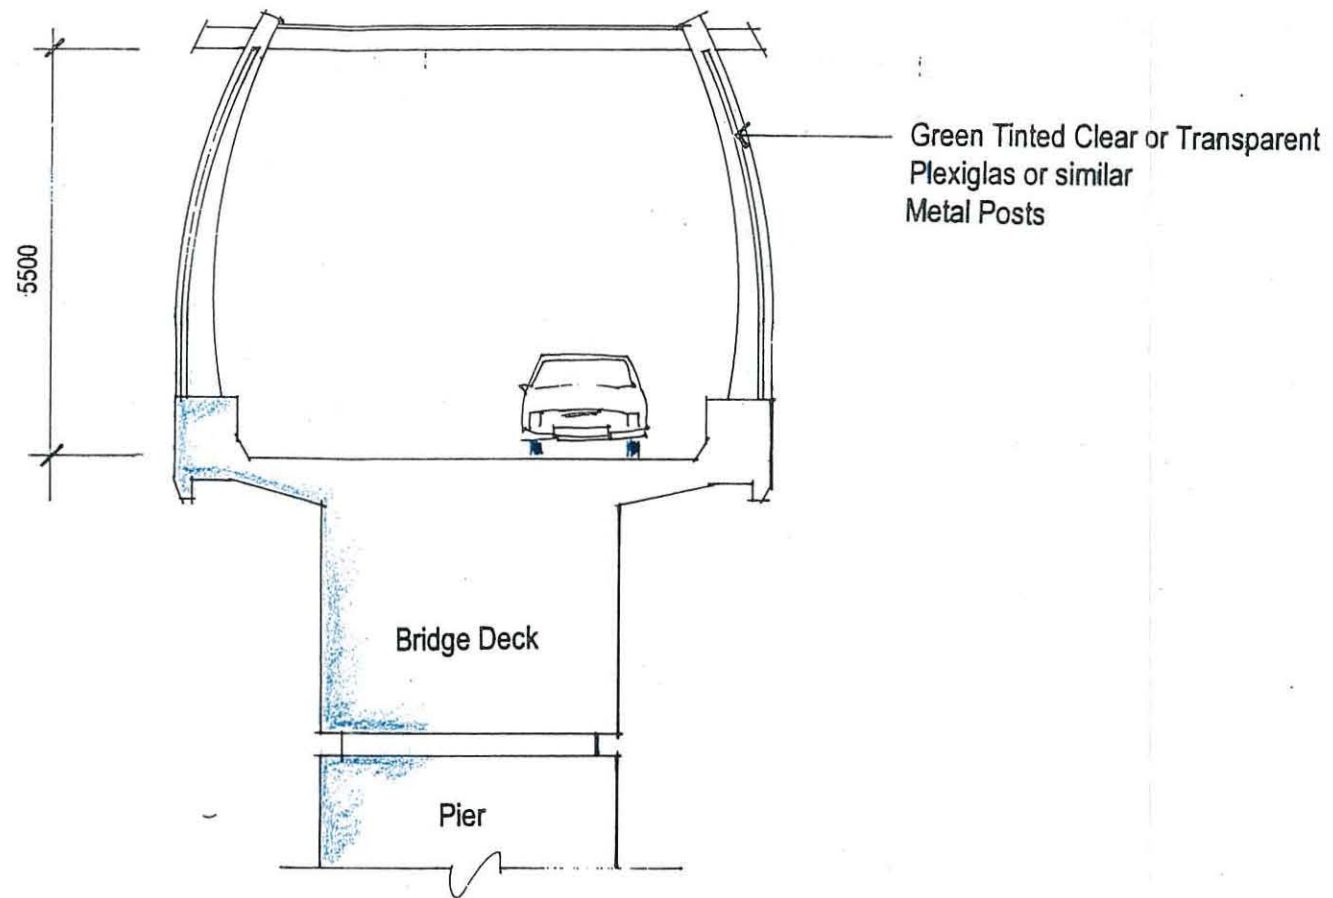 Green Tinted Clear or Transparent
Plexiglas or similar
Metal Posts
5500
Bridge Deck
Pier